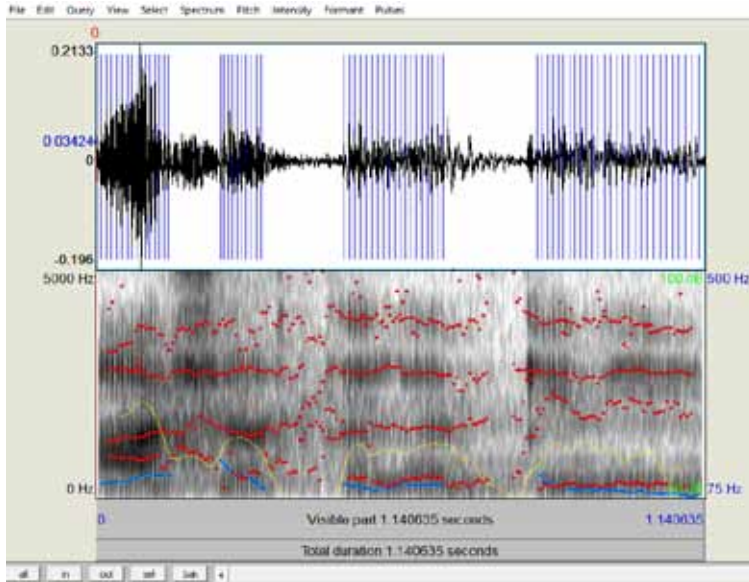 File Edit Query View Select Spectrum Pitch Intensity Formant Pulses
0
0.2133
0.03424
0
-0.196
5000 Hz 100 dB 500 Hz
0 Hz 75 Hz
0 Visible part 1.140635 seconds 1.140635
Total duration 1.140635 seconds
all in out sel bak